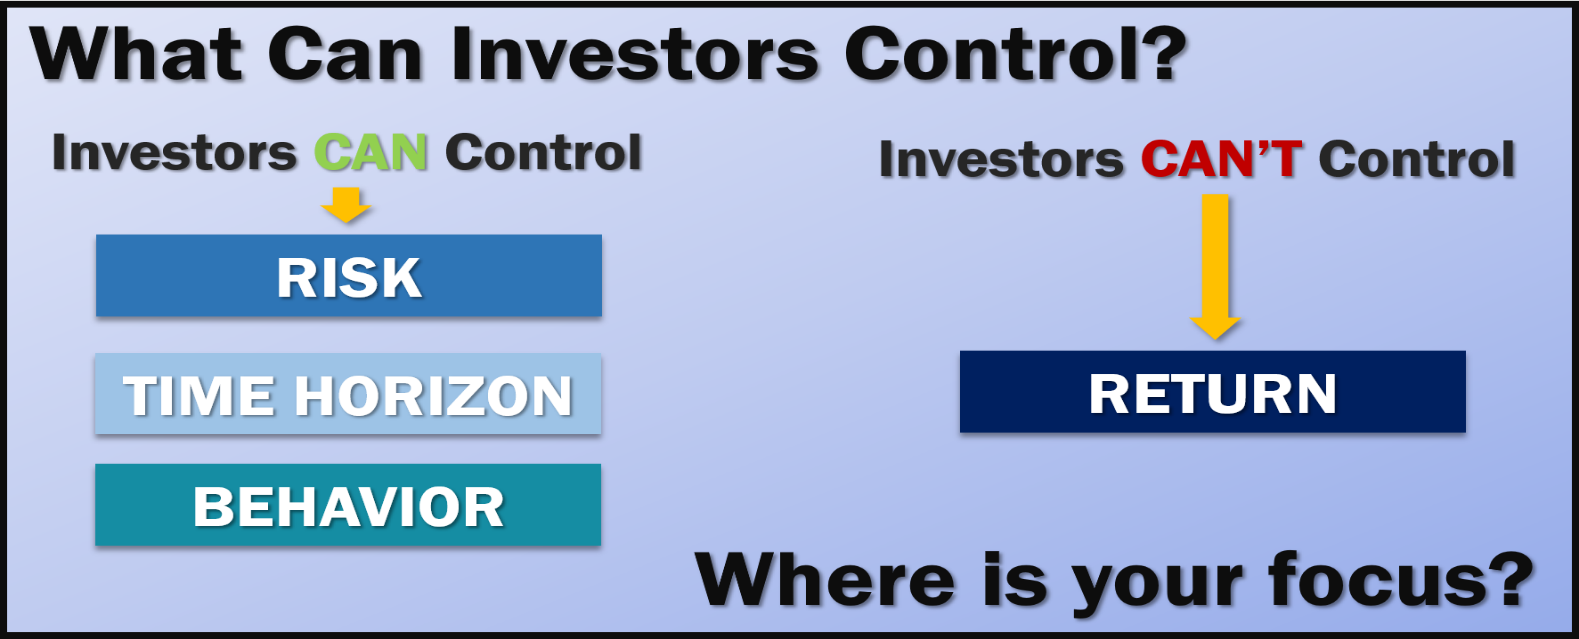 What Can Investors Control?
Investors CAN Control
RISK
TIME HORIZON
BEHAVIOR
Investors CAN’T Control
RETURN
Where is your focus?